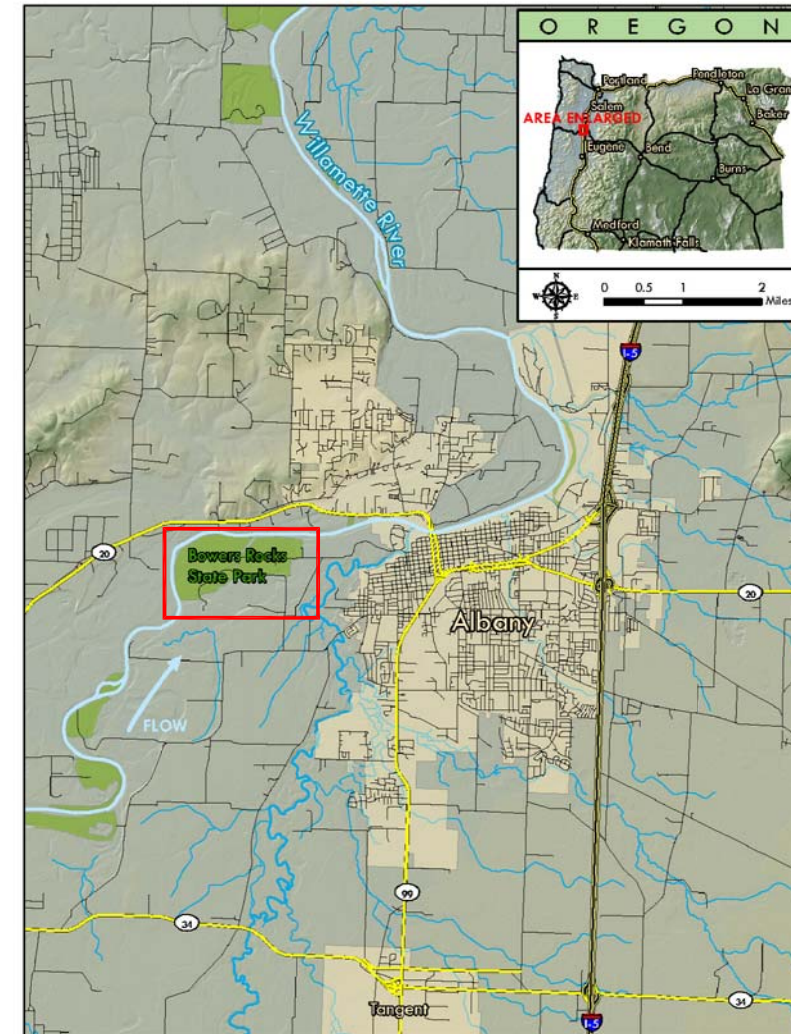 OREGON
Portland
Pendleton
La Gran
Salem
Baker
AREA ENLARGED
Eugene
Bend
Burns
Medford
Klamath Falls
N
W E
S
0 0.5 1 2
Miles
Willamette River
I-5
20
Bowers Rocks
State Park
20
Albany
FLOW
99
34
34
Tangent
I-5